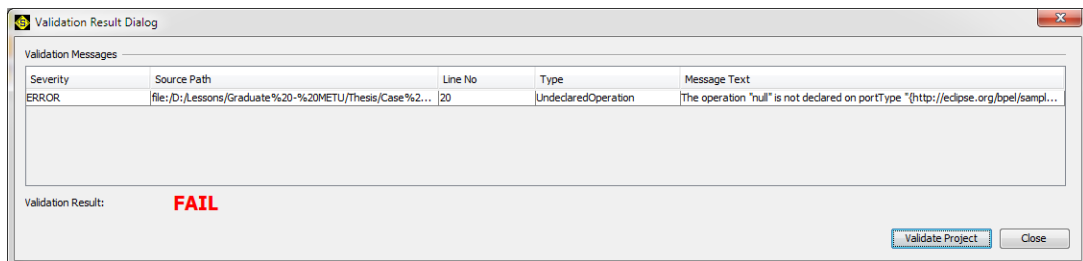 Validation Result Dialog
Validation Messages
Severity Source Path Line No Type Message Text
ERROR file:/D:/Lessons/Graduate%20-%20METU/Thesis/Case%2... 20 UndeclaredOperation The operation "null" is not declared on portType "{http://eclipse.org/bpel/sampl...
Validation Result: FAIL
Validate Project Close